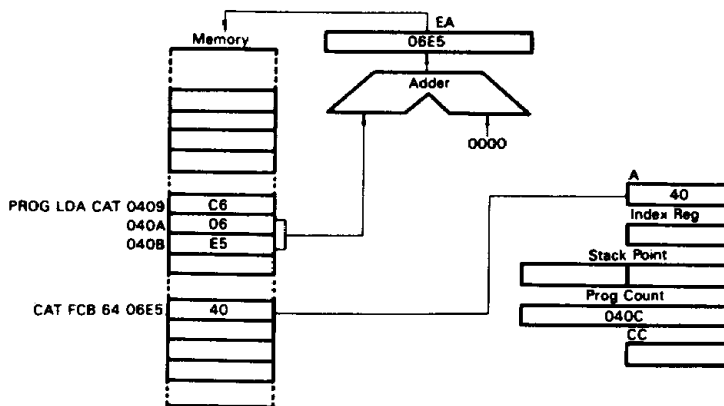 EA
Memory
06E5
Adder
0000
A
PROG LDA CAT 0409 C6
40
040A 06
Index Reg
040B E5
Stack Point
Prog Count
CAT FCB 64 06E5 40
040C
CC